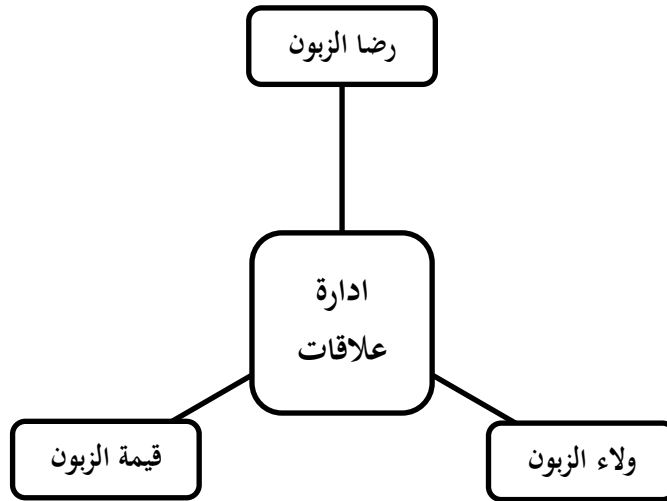 رضا الزبون
ادارة
علاقات
ولاء الزبون
قيمة الزبون